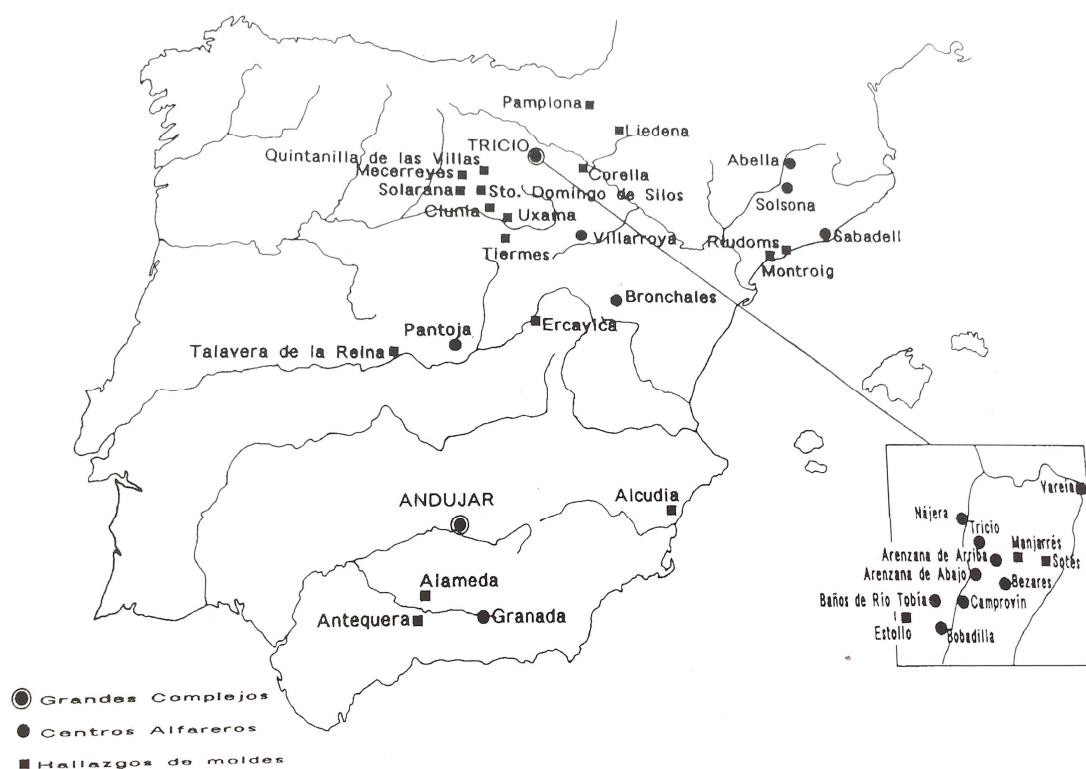 Pamplona
Liedena
TRICIO
Quintanilla de las Villas
Mecerreyes
Corella
Abella
Solarana
Sto. Domingo de Silos
Solsona
Clunia
Uxama
Villarroya
Sabadell
Tiermes
Riudoms
Montroig
Bronchales
Pantoja
Ercavica
Talavera de la Reina
ANDUJAR
Alcudia
Alameda
Antequera
Granada
Vareia
Nájera
Tricio
Manjarrés
Arenzana de Arriba
Sotés
Arenzana de Abajo
Bezares
Baños de Río Tobía
Camprovín
Estollo
Bobadilla
Grandes Complejos
Centros Alfareros
Hallazgos de moldes